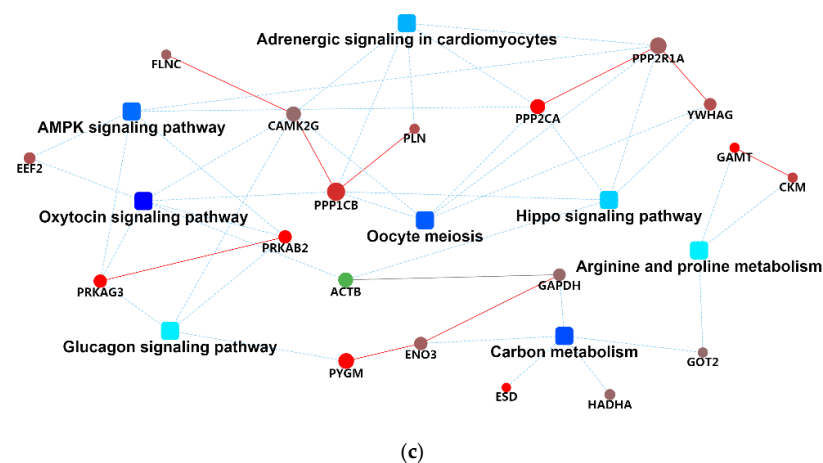 Adrenergic signaling in cardiomyocytes
FLNC
PPP2R1A
PPP2CA
YWHAG
AMPK signaling pathway
CAMK2G
PLN
GAMT
EEF2
CKM
PPP1CB
Oxytocin signaling pathway
Hippo signaling pathway
Oocyte meiosis
PRKAB2
Arginine and proline metabolism
PRKAG3
ACTB
GAPDH
Glucagon signaling pathway
ENO3
Carbon metabolism
GOT2
PYGM
ESD
HADHA
(c)